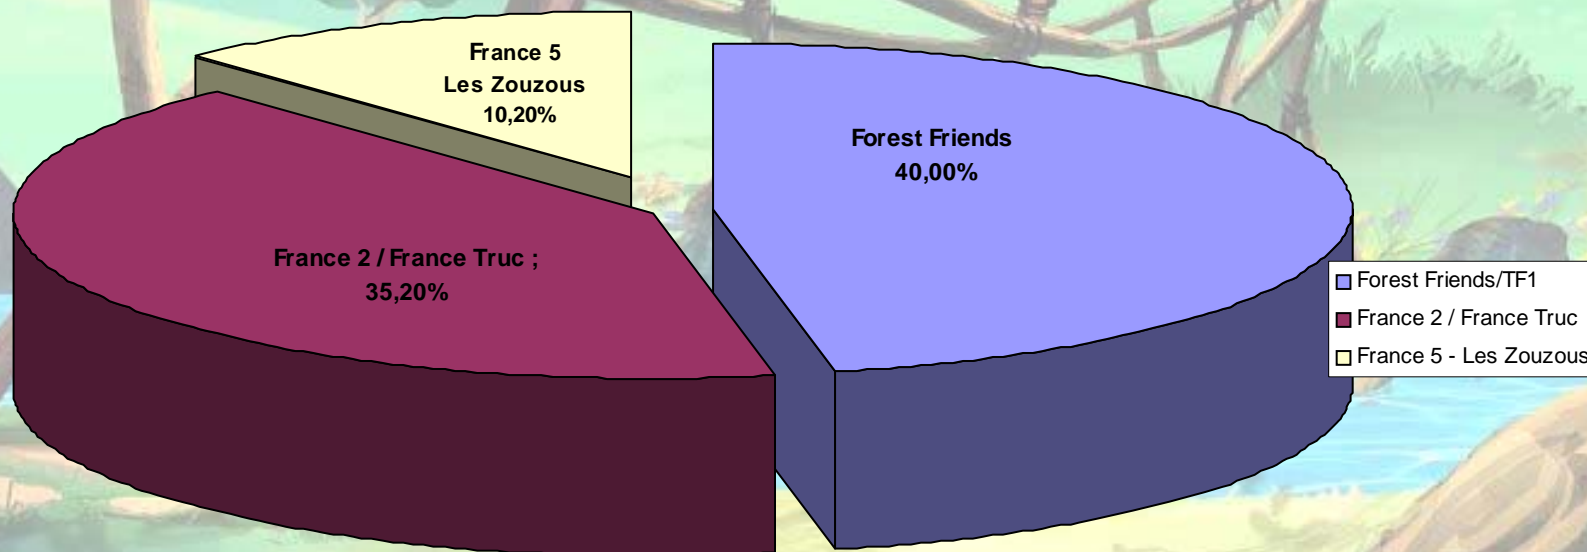 France 5
Les Zouzous
10,20%
Forest Friends
40,00%
France 2 / France Truc ;
35,20%
Forest Friends/TF1
France 2 / France Truc
France 5 - Les Zouzous